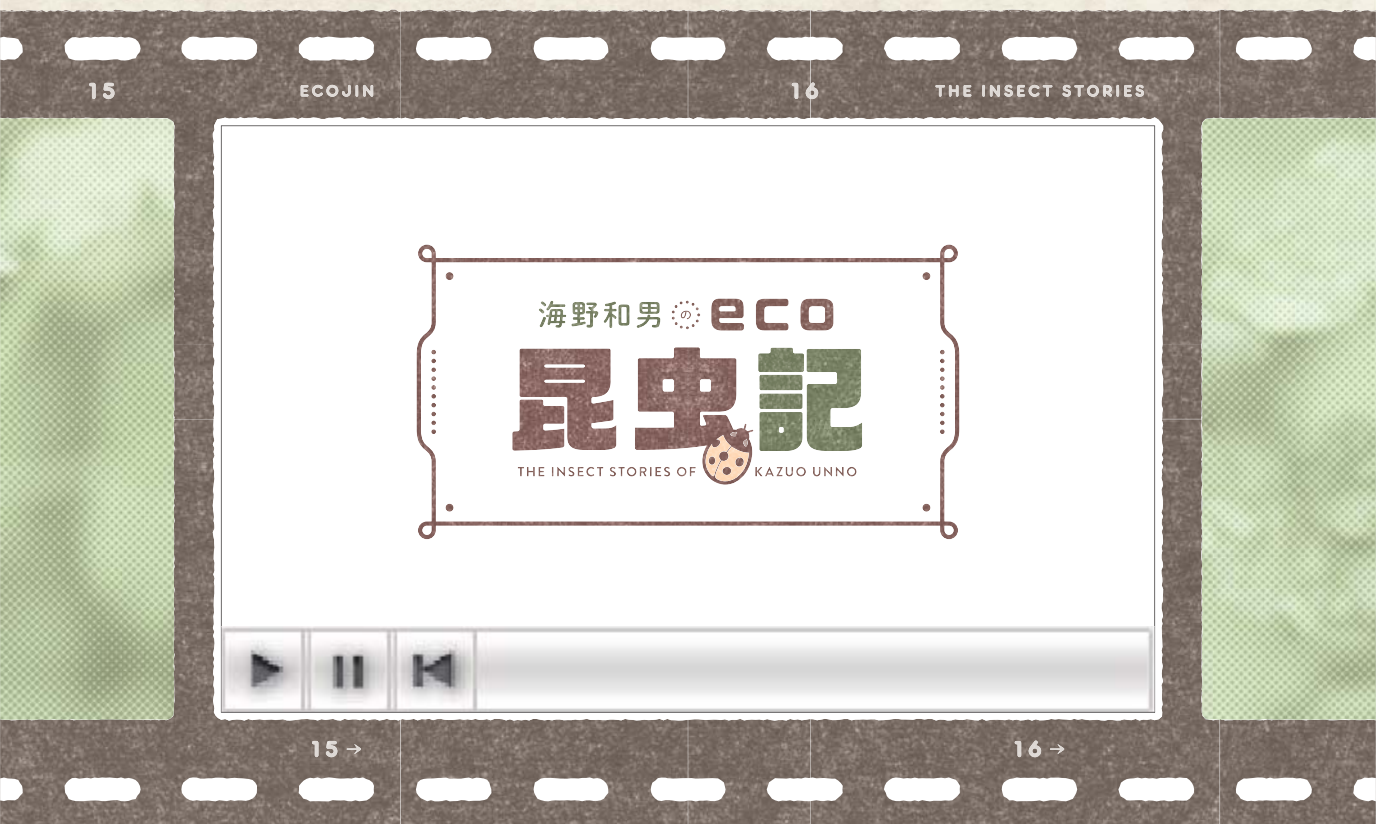 15 ECOJIN 16 THE INSECT STORIES
海野和男の eco
昆虫記
THE INSECT STORIES OF KAZUO UNNO
15→ 16→